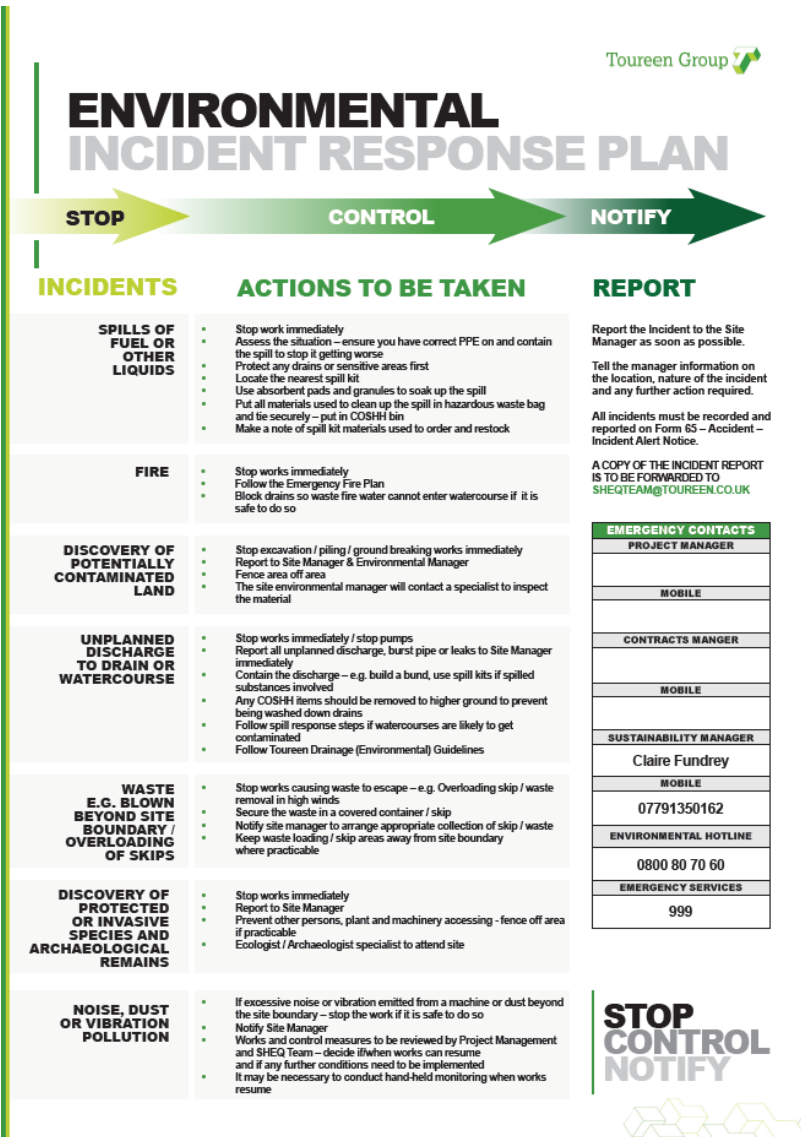 Toureen Group
ENVIRONMENTAL
INCIDENT RESPONSE PLAN
STOP
CONTROL
NOTIFY
INCIDENTS
ACTIONS TO BE TAKEN
REPORT
SPILLS OF
FUEL OR
OTHER
LIQUIDS
• Stop work immediately
• Assess the situation – ensure you have correct PPE on and contain
the spill to stop it getting worse
• Protect any drains or sensitive areas first
• Locate the nearest spill kit
• Use absorbent pads and granules to soak up the spill
• Put all materials used to clean up the spill in hazardous waste bag
and tie securely – put in COSHH bin
• Make a note of spill kit materials used to order and restock
FIRE
• Stop works immediately
• Follow the Emergency Fire Plan
• Block drains so waste fire water cannot enter watercourse if it is
safe to do so
DISCOVERY OF
POTENTIALLY
CONTAMINATED
LAND
• Stop excavation / piling / ground breaking works immediately
• Report to Site Manager & Environmental Manager
• Fence area off area
• The site environmental manager will contact a specialist to inspect
the material
UNPLANNED
DISCHARGE
TO DRAIN OR
WATERCOURSE
• Stop works immediately / stop pumps
• Report all unplanned discharge, burst pipe or leaks to Site Manager
immediately
• Contain the discharge – e.g. build a bund, use spill kits if spilled
substances involved
• Any COSHH items should be removed to higher ground to prevent
being washed down drains
• Follow spill response steps if watercourses are likely to get
contaminated
• Follow Toureen Drainage (Environmental) Guidelines
WASTE
E.G. BLOWN
BEYOND SITE
BOUNDARY /
OVERLOADING
OF SKIPS
• Stop works causing waste to escape – e.g. Overloading skip / waste
removal in high winds
• Secure the waste in a covered container / skip
• Notify site manager to arrange appropriate collection of skip / waste
• Keep waste loading / skip areas away from site boundary
where practicable
DISCOVERY OF
PROTECTED
OR INVASIVE
SPECIES AND
ARCHAEOLOGICAL
REMAINS
• Stop works immediately
• Report to Site Manager
• Prevent other persons, plant and machinery accessing - fence off area
if practicable
• Ecologist / Archaeologist specialist to attend site
NOISE, DUST
OR VIBRATION
POLLUTION
• If excessive noise or vibration emitted from a machine or dust beyond
the site boundary – stop the work if it is safe to do so
• Notify Site Manager
• Works and control measures to be reviewed by Project Management
and SHEQ Team – decide if/when works can resume
and if any further conditions need to be implemented
• It may be necessary to conduct hand-held monitoring when works
resume
Report the Incident to the Site
Manager as soon as possible.
Tell the manager information on
the location, nature of the incident
and any further action required.
All incidents must be recorded and
reported on Form 65 – Accident –
Incident Alert Notice.
A COPY OF THE INCIDENT REPORT
IS TO BE FORWARDED TO
SHEQTEAM@TOUREEN.CO.UK
EMERGENCY CONTACTS
PROJECT MANAGER
MOBILE
CONTRACTS MANGER
MOBILE
SUSTAINABILITY MANAGER
Claire Fundrey
MOBILE
07791350162
ENVIRONMENTAL HOTLINE
0800 80 70 60
EMERGENCY SERVICES
999
STOP
CONTROL
NOTIFY